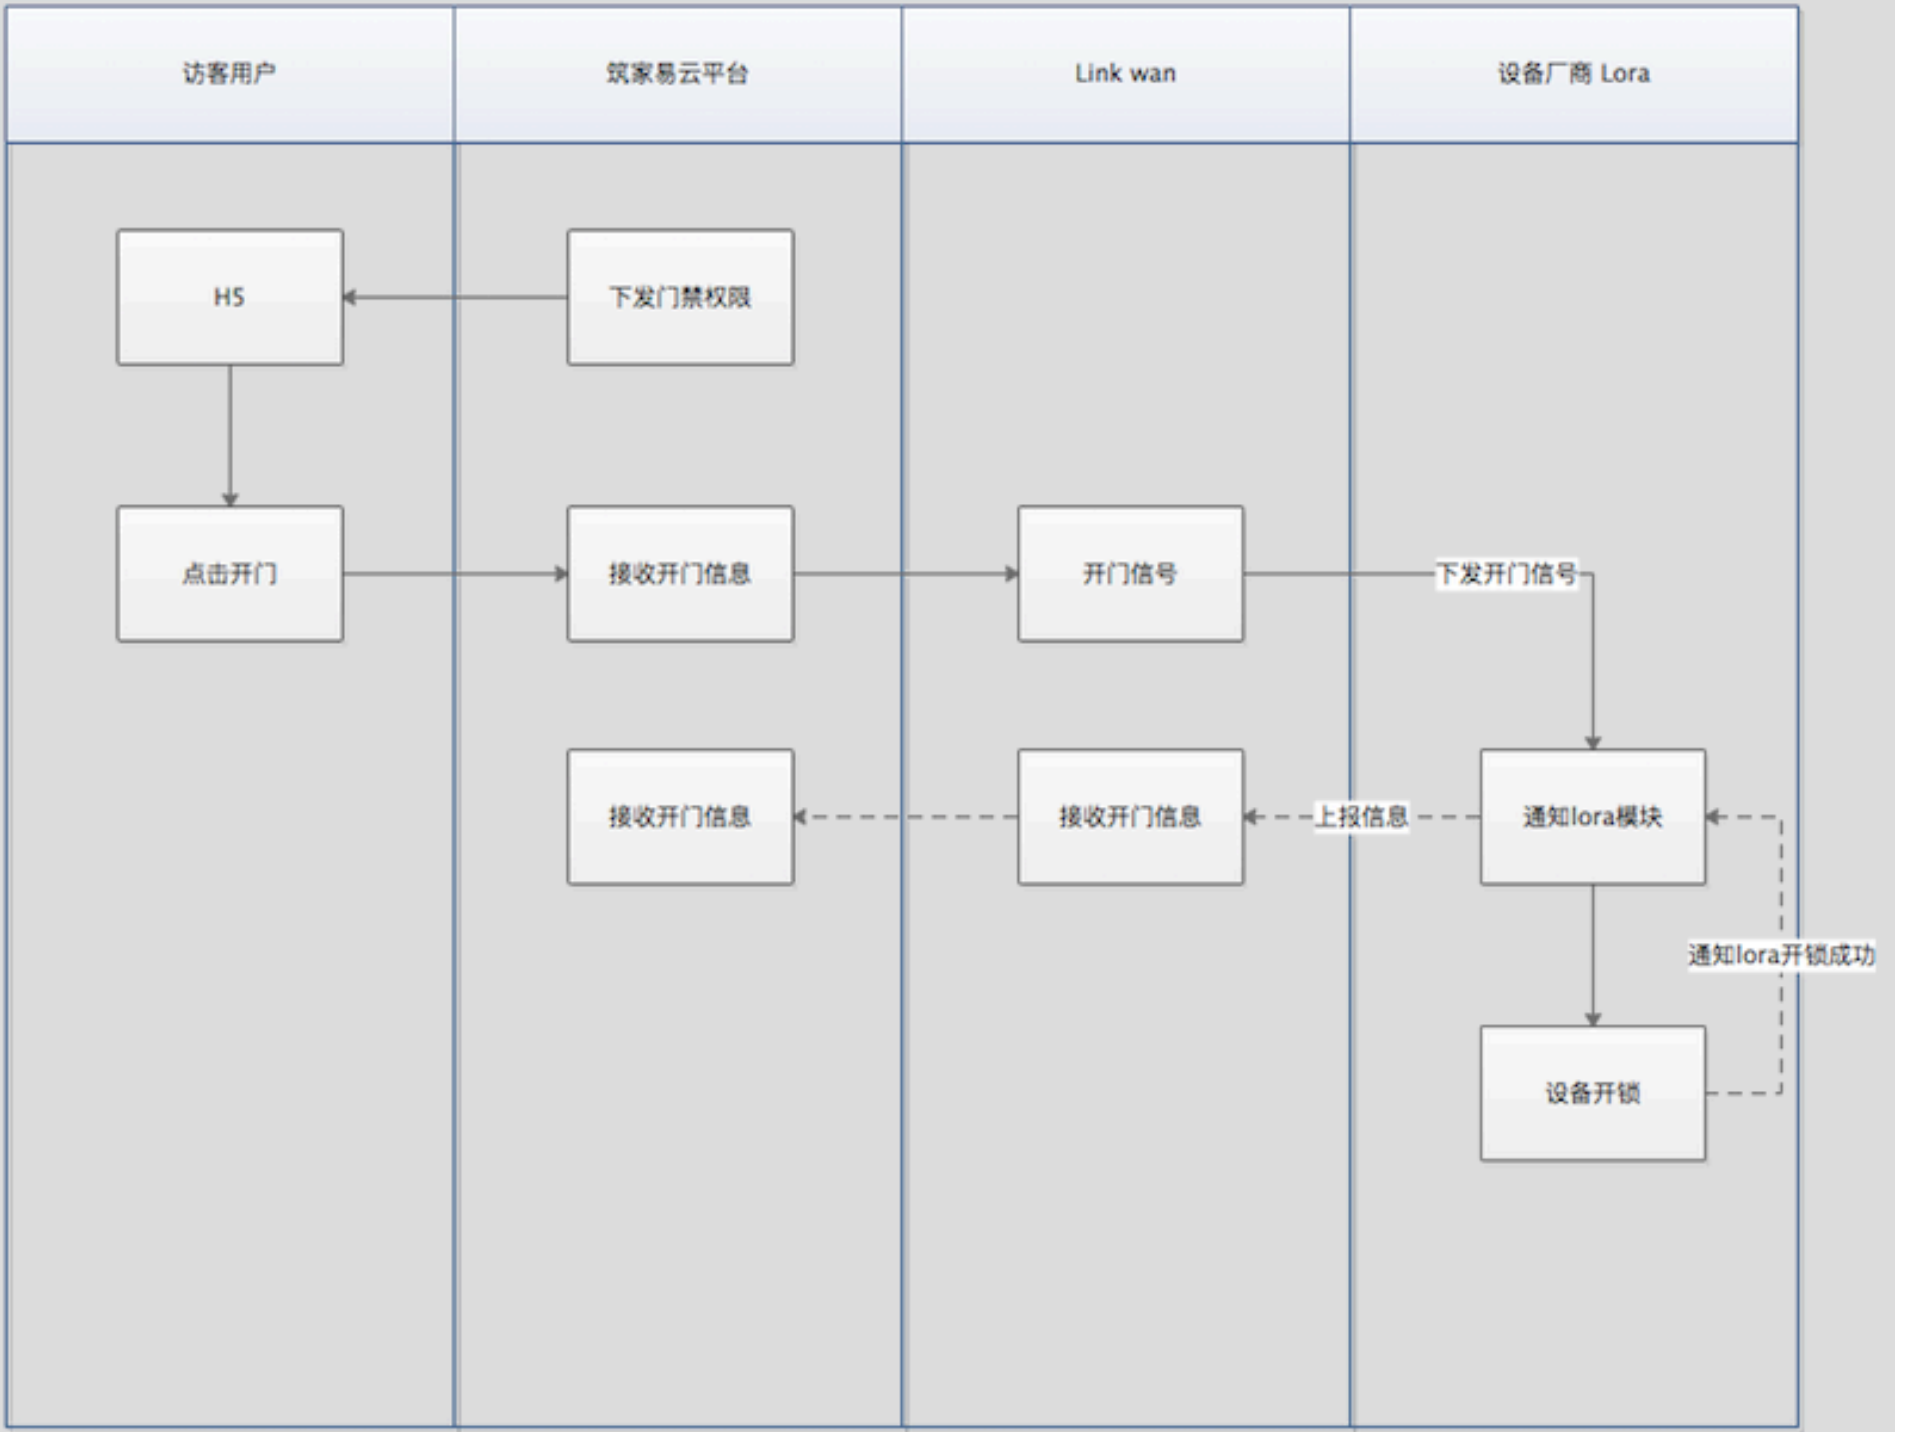 访客用户
筑家易云平台
Link wan
设备厂商 Lora
H5
下发门禁权限
点击开门
接收开门信息
开门信号
下发开门信号
接收开门信息
接收开门信息
上报信息
通知lora模块
通知lora开锁成功
设备开锁